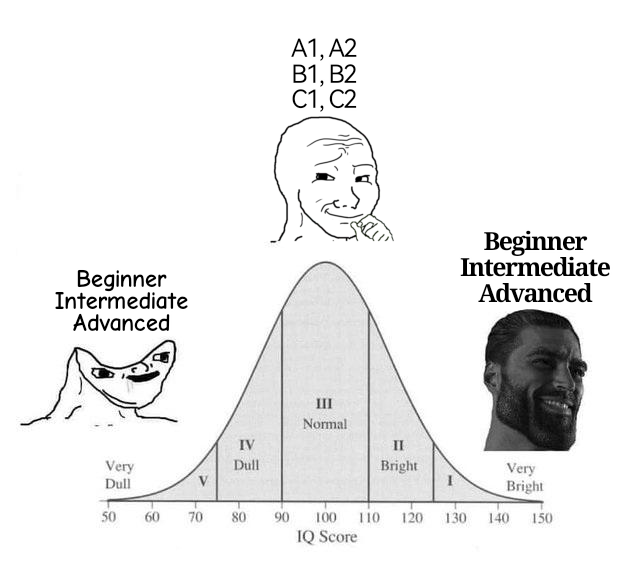 A1, A2
B1, B2
C1, C2
Beginner
Intermediate
Advanced
Beginner
Intermediate
Advanced
III
Normal
IV
Dull
II
Bright
Very
Dull
V
I
Very
Bright
50 60 70 80 90 100 110 120 130 140 150
IQ Score